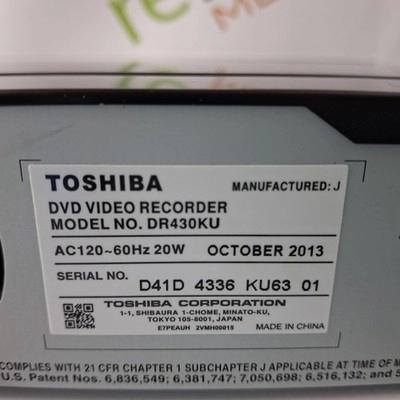 TOSHIBA MANUFACTURED: J
DVD VIDEO RECORDER
MODEL NO. DR430KU
AC120~60Hz 20W OCTOBER 2013
SERIAL NO. D41D 4336 KU63 01
TOSHIBA CORPORATION
1-1, SHIBAURA 1-CHOME, MINATO-KU,
TOKYO 105-8001, JAPAN
E7PEAUH 2VMH00015 MADE IN CHINA
COMPLIES WITH 21 CFR CHAPTER 1 SUBCHAPTER J APPLICABLE AT TIME OF
U.S. Patent Nos. 6,836,549; 6,381,747; 7,050,698; 6,516,132;